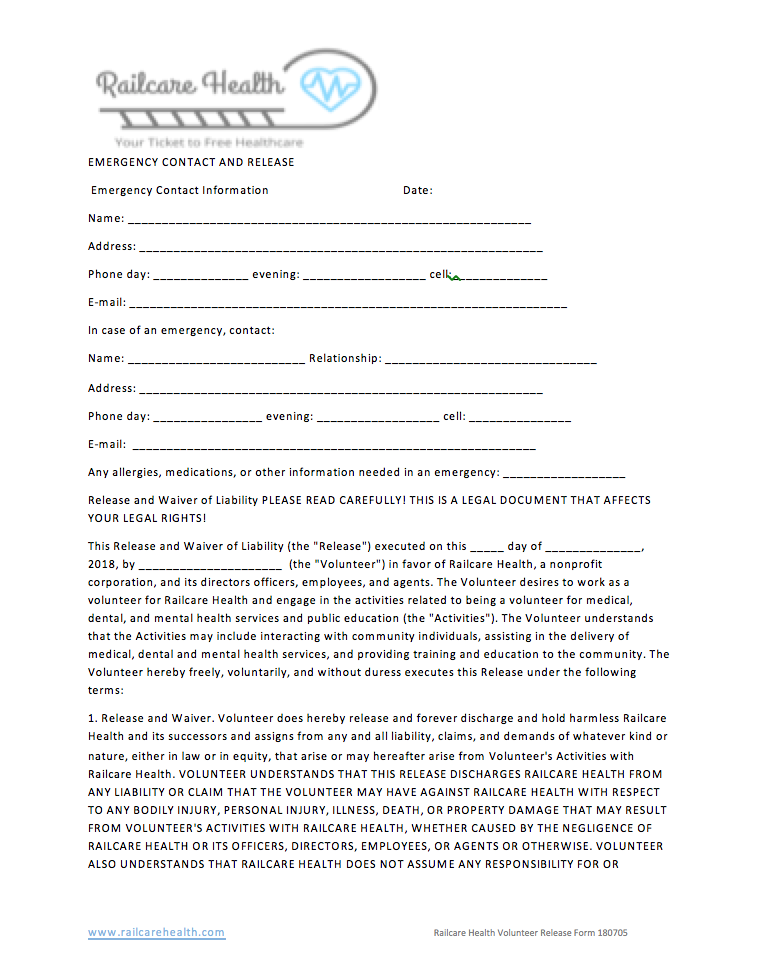 Railcare Health
Your Ticket to Free Healthcare
EMERGENCY CONTACT AND RELEASE
Emergency Contact Information Date:
Name: ___________________________________________________________
Address: ___________________________________________________________
Phone day: ______________ evening: __________________ cell:______________
E-mail: ________________________________________________________________
In case of an emergency, contact:
Name: __________________________ Relationship: _______________________________
Address: ___________________________________________________________
Phone day: ________________ evening: __________________ cell: _______________
E-mail: ___________________________________________________________
Any allergies, medications, or other information needed in an emergency: __________________
Release and Waiver of Liability PLEASE READ CAREFULLY! THIS IS A LEGAL DOCUMENT THAT AFFECTS
YOUR LEGAL RIGHTS!
This Release and Waiver of Liability (the "Release") executed on this _____ day of ______________,
2018, by _____________________ (the "Volunteer") in favor of Railcare Health, a nonprofit
corporation, and its directors officers, employees, and agents. The Volunteer desires to work as a
volunteer for Railcare Health and engage in the activities related to being a volunteer for medical,
dental, and mental health services and public education (the "Activities"). The Volunteer understands
that the Activities may include interacting with community individuals, assisting in the delivery of
medical, dental and mental health services, and providing training and education to the community. The
Volunteer hereby freely, voluntarily, and without duress executes this Release under the following
terms:
1. Release and Waiver. Volunteer does hereby release and forever discharge and hold harmless Railcare
Health and its successors and assigns from any and all liability, claims, and demands of whatever kind or
nature, either in law or in equity, that arise or may hereafter arise from Volunteer's Activities with
Railcare Health. VOLUNTEER UNDERSTANDS THAT THIS RELEASE DISCHARGES RAILCARE HEALTH FROM
ANY LIABILITY OR CLAIM THAT THE VOLUNTEER MAY HAVE AGAINST RAILCARE HEALTH WITH RESPECT
TO ANY BODILY INJURY, PERSONAL INJURY, ILLNESS, DEATH, OR PROPERTY DAMAGE THAT MAY RESULT
FROM VOLUNTEER'S ACTIVITIES WITH RAILCARE HEALTH, WHETHER CAUSED BY THE NEGLIGENCE OF
RAILCARE HEALTH OR ITS OFFICERS, DIRECTORS, EMPLOYEES, OR AGENTS OR OTHERWISE. VOLUNTEER
ALSO UNDERSTANDS THAT RAILCARE HEALTH DOES NOT ASSUME ANY RESPONSIBILITY FOR OR
www.railcarehealth.com Railcare Health Volunteer Release Form 180705